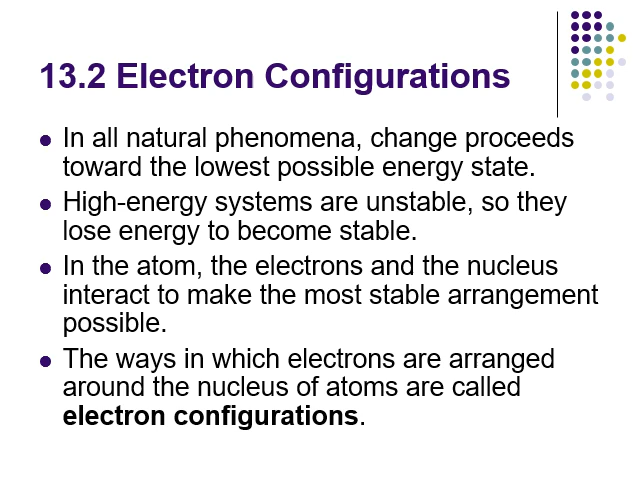 13.2 Electron Configurations
● In all natural phenomena, change proceeds
toward the lowest possible energy state.
● High-energy systems are unstable, so they
lose energy to become stable.
● In the atom, the electrons and the nucleus
interact to make the most stable arrangement
possible.
● The ways in which electrons are arranged
around the nucleus of atoms are called
electron configurations.